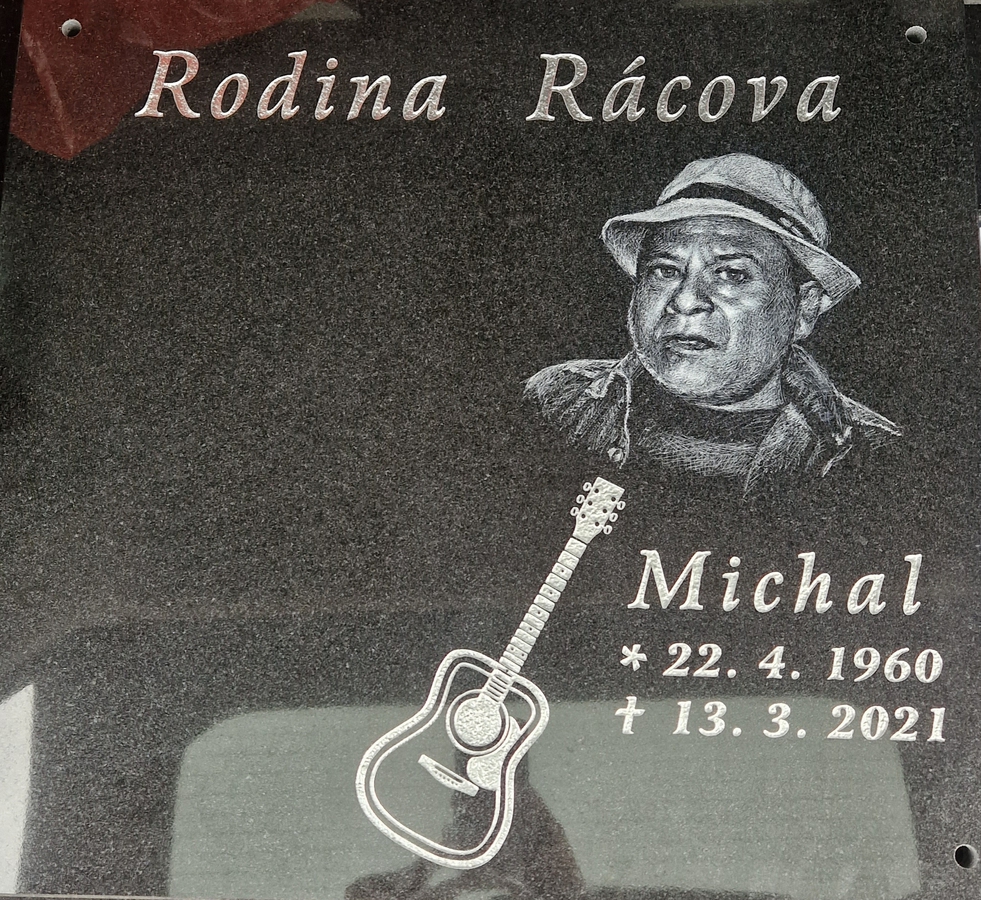 Rodina Rácova
Michal
* 22. 4. 1960
† 13. 3. 2021